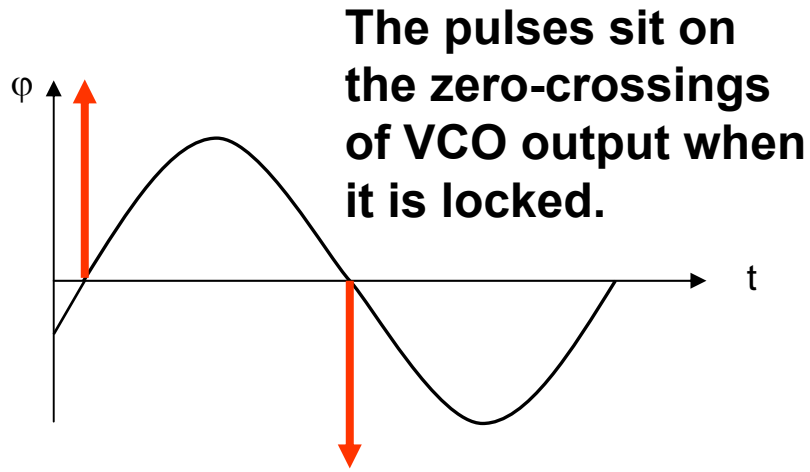 The pulses sit on
the zero-crossings
of VCO output when
it is locked.
φ
t